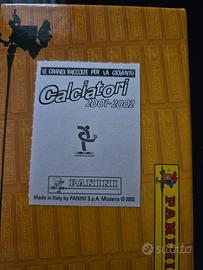 LE GRANDI RACCOLTE PER LA GIOVENTÙ
Calciatori
2001-2002
PANINI
Made in Italy by PANINI S.p.A. Modena © 2002
PANINI
subito